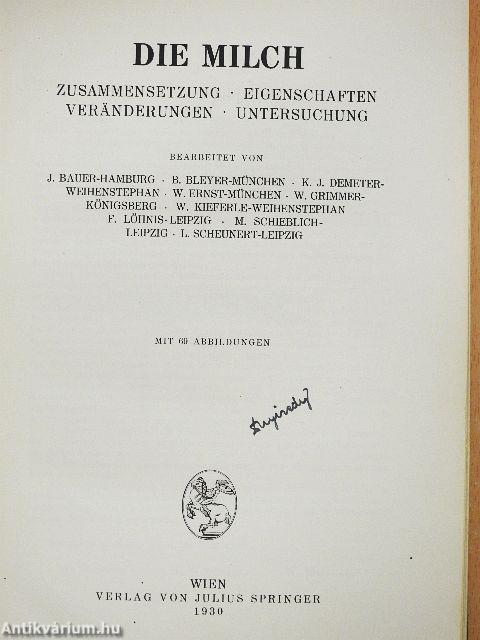 DIE MILCH
ZUSAMMENSETZUNG · EIGENSCHAFTEN
VERÄNDERUNGEN · UNTERSUCHUNG
BEARBEITET VON
J. BAUER-HAMBURG · B. BLEYER-MÜNCHEN · K. J. DEMETER-
WEIHENSTEPHAN · W. ERNST-MÜNCHEN · W. GRIMMER-
KÖNIGSBERG · W. KIEFERLE-WEIHENSTEPHAN
F. LÖHNIS-LEIPZIG · M. SCHIEBLICH-
LEIPZIG · L. SCHEUNERT-LEIPZIG
MIT 69 ABBILDUNGEN
WIEN
VERLAG VON JULIUS SPRINGER
1930
Antikvárium.hu